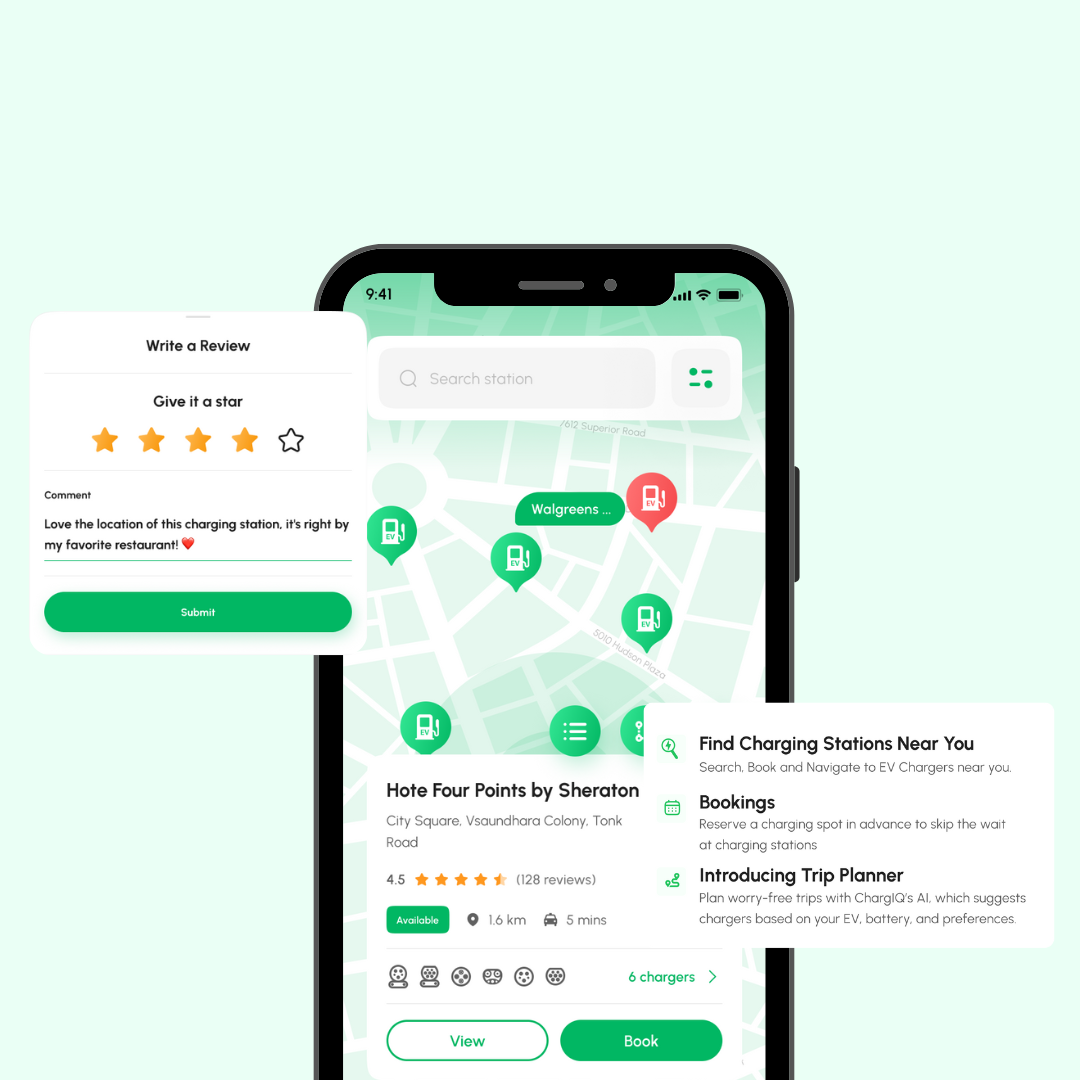 9:41
Write a Review
Give it a star
Comment
Love the location of this charging station, it's right by
my favorite restaurant! ❤️
Submit
Search station
7612 Superior Road
Walgreens ...
EV
EV
EV
EV
EV
5010 Hudson Plaza
Hote Four Points by Sheraton
City Square, Vsaundhara Colony, Tonk
Road
4.5 (128 reviews)
Available 1.6 km 5 mins
6 chargers
View Book
Find Charging Stations Near You
Search, Book and Navigate to EV Chargers near you.
Bookings
Reserve a charging spot in advance to skip the wait
at charging stations
Introducing Trip Planner
Plan worry-free trips with ChargIQ's AI, which suggests
chargers based on your EV, battery, and preferences.